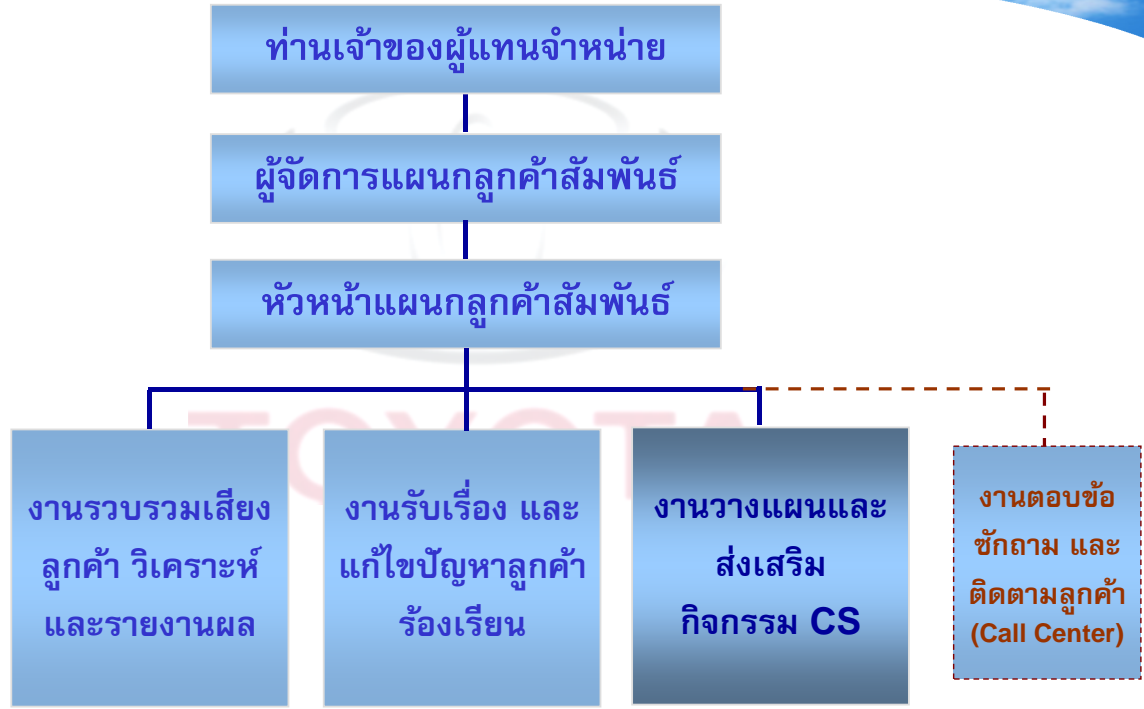 ท่านเจ้าของผู้แทนจำหน่าย
ผู้จัดการแผนกลูกค้าสัมพันธ์
หัวหน้าแผนกลูกค้าสัมพันธ์
TOYOTA
งานรวบรวมเสียง
ลูกค้า วิเคราะห์
และรายงานผล
งานรับเรื่อง และ
แก้ไขปัญหาลูกค้า
ร้องเรียน
งานวางแผนและ
ส่งเสริม
กิจกรรม CS
งานตอบข้อ
ซักถาม และ
ติดตามลูกค้า
(Call Center)